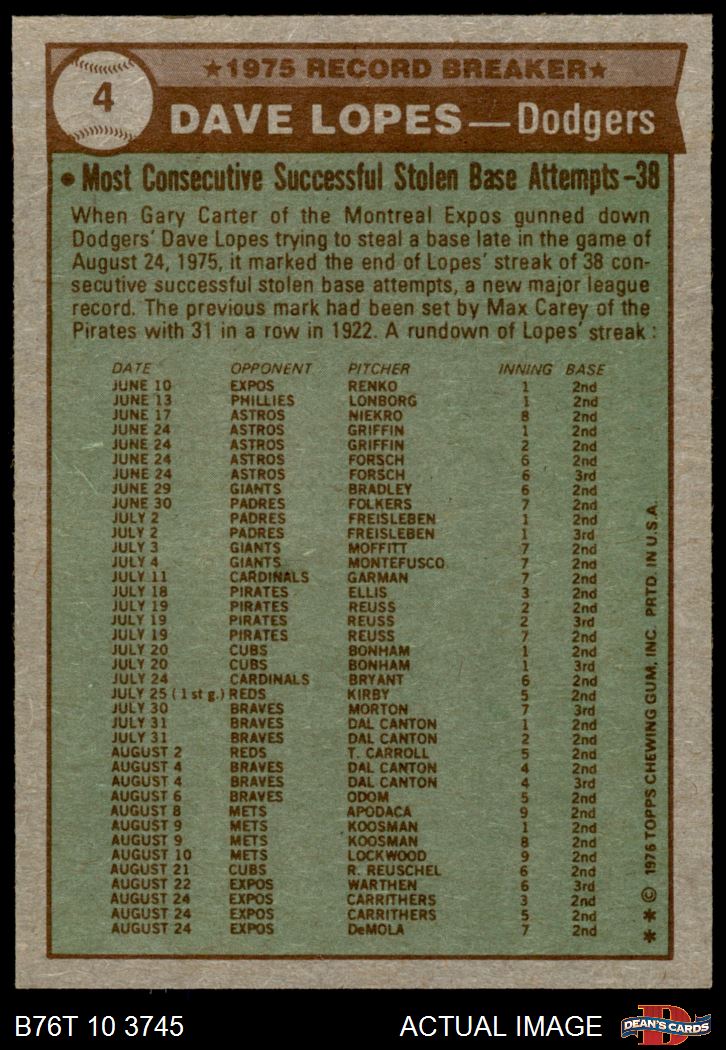 4
★1975 RECORD BREAKER★
DAVE LOPES—Dodgers
• Most Consecutive Successful Stolen Base Attempts-38
When Gary Carter of the Montreal Expos gunned down
Dodgers' Dave Lopes trying to steal a base late in the game of
August 24, 1975, it marked the end of Lopes' streak of 38 con-
secutive successful stolen base attempts, a new major league
record. The previous mark had been set by Max Carey of the
Pirates with 31 in a row in 1922. A rundown of Lopes' streak:
DATE OPPONENT PITCHER INNING BASE
JUNE 10 EXPOS RENKO 1 2nd
JUNE 13 PHILLIES LONBORG 1 2nd
JUNE 17 ASTROS NIEKRO 8 2nd
JUNE 24 ASTROS GRIFFIN 1 2nd
JUNE 24 ASTROS GRIFFIN 2 2nd
JUNE 24 ASTROS FORSCH 6 2nd
JUNE 24 ASTROS FORSCH 6 3rd
JUNE 29 GIANTS BRADLEY 6 2nd
JUNE 30 PADRES FOLKERS 7 2nd
JULY 2 PADRES FREISLEBEN 1 2nd
JULY 2 PADRES FREISLEBEN 1 3rd
JULY 3 GIANTS MOFFITT 7 2nd
JULY 4 GIANTS MONTEFUSCO 7 2nd
JULY 11 CARDINALS GARMAN 7 2nd
JULY 18 PIRATES ELLIS 3 2nd
JULY 19 PIRATES REUSS 2 2nd
JULY 19 PIRATES REUSS 2 3rd
JULY 19 PIRATES REUSS 7 2nd
JULY 20 CUBS BONHAM 1 2nd
JULY 20 CUBS BONHAM 1 3rd
JULY 24 CARDINALS BRYANT 6 2nd
JULY 25 (1st g.) REDS KIRBY 5 2nd
JULY 30 BRAVES MORTON 7 3rd
JULY 31 BRAVES DAL CANTON 1 2nd
JULY 31 BRAVES DAL CANTON 2 2nd
AUGUST 2 REDS T. CARROLL 5 2nd
AUGUST 4 BRAVES DAL CANTON 4 2nd
AUGUST 4 BRAVES DAL CANTON 4 3rd
AUGUST 6 BRAVES ODOM 5 2nd
AUGUST 8 METS APODACA 9 2nd
AUGUST 9 METS KOOSMAN 1 2nd
AUGUST 9 METS KOOSMAN 8 2nd
AUGUST 10 METS LOCKWOOD 9 2nd
AUGUST 21 CUBS R. REUSCHEL 6 2nd
AUGUST 22 EXPOS WARTHEN 6 3rd
AUGUST 24 EXPOS CARRITHERS 3 2nd
AUGUST 24 EXPOS CARRITHERS 5 2nd
AUGUST 24 EXPOS DeMOLA 7 2nd
** © 1976 TOPPS CHEWING GUM, INC. PRTD. IN U.S.A.
B76T 10 3745 ACTUAL IMAGE
D
DEAN'S CARDS